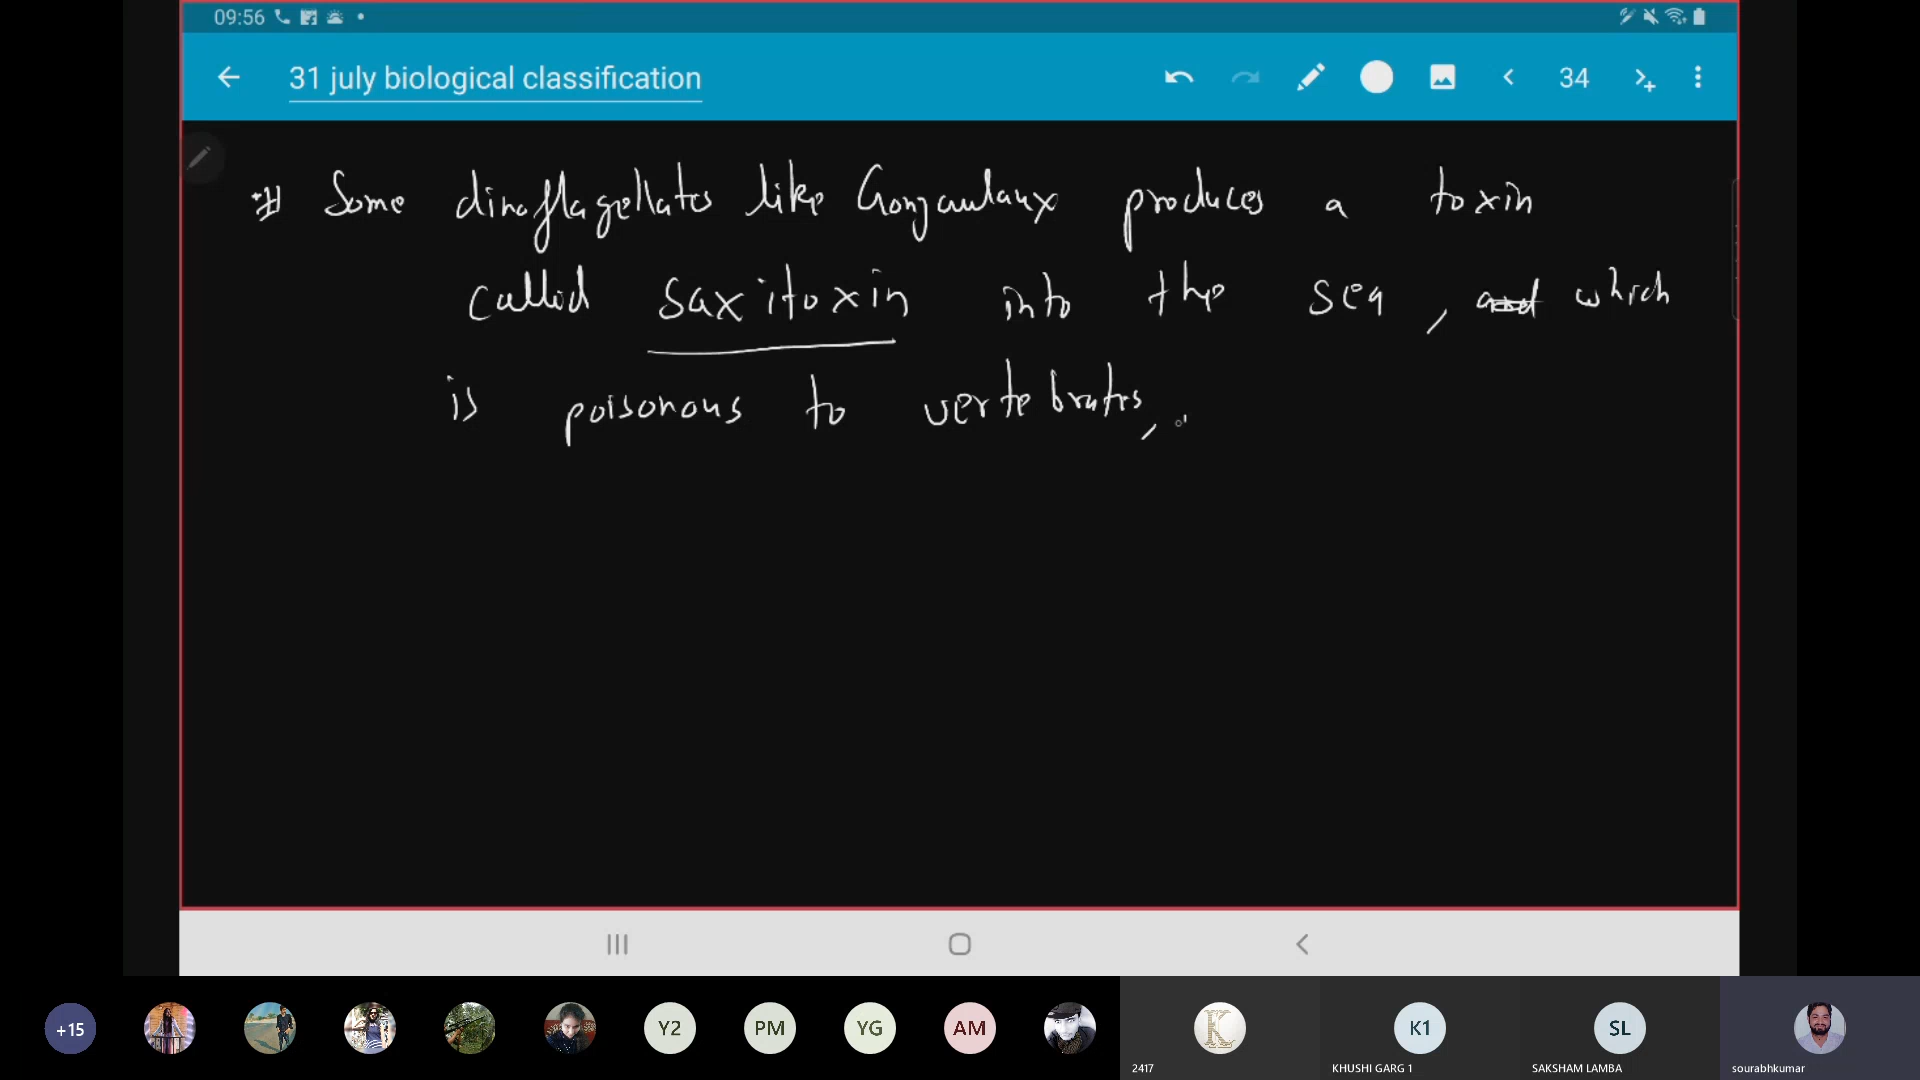 09:56
31 july biological classification
34
# Some dinoflagellates like Gonyaulax produces a toxin
called saxitoxin into the sea, and which
is poisonous to vertebrates,
+15
Y2
PM
YG
AM
K
K1
SL
2417
KHUSHI GARG 1
SAKSHAM LAMBA
sourabhkumar